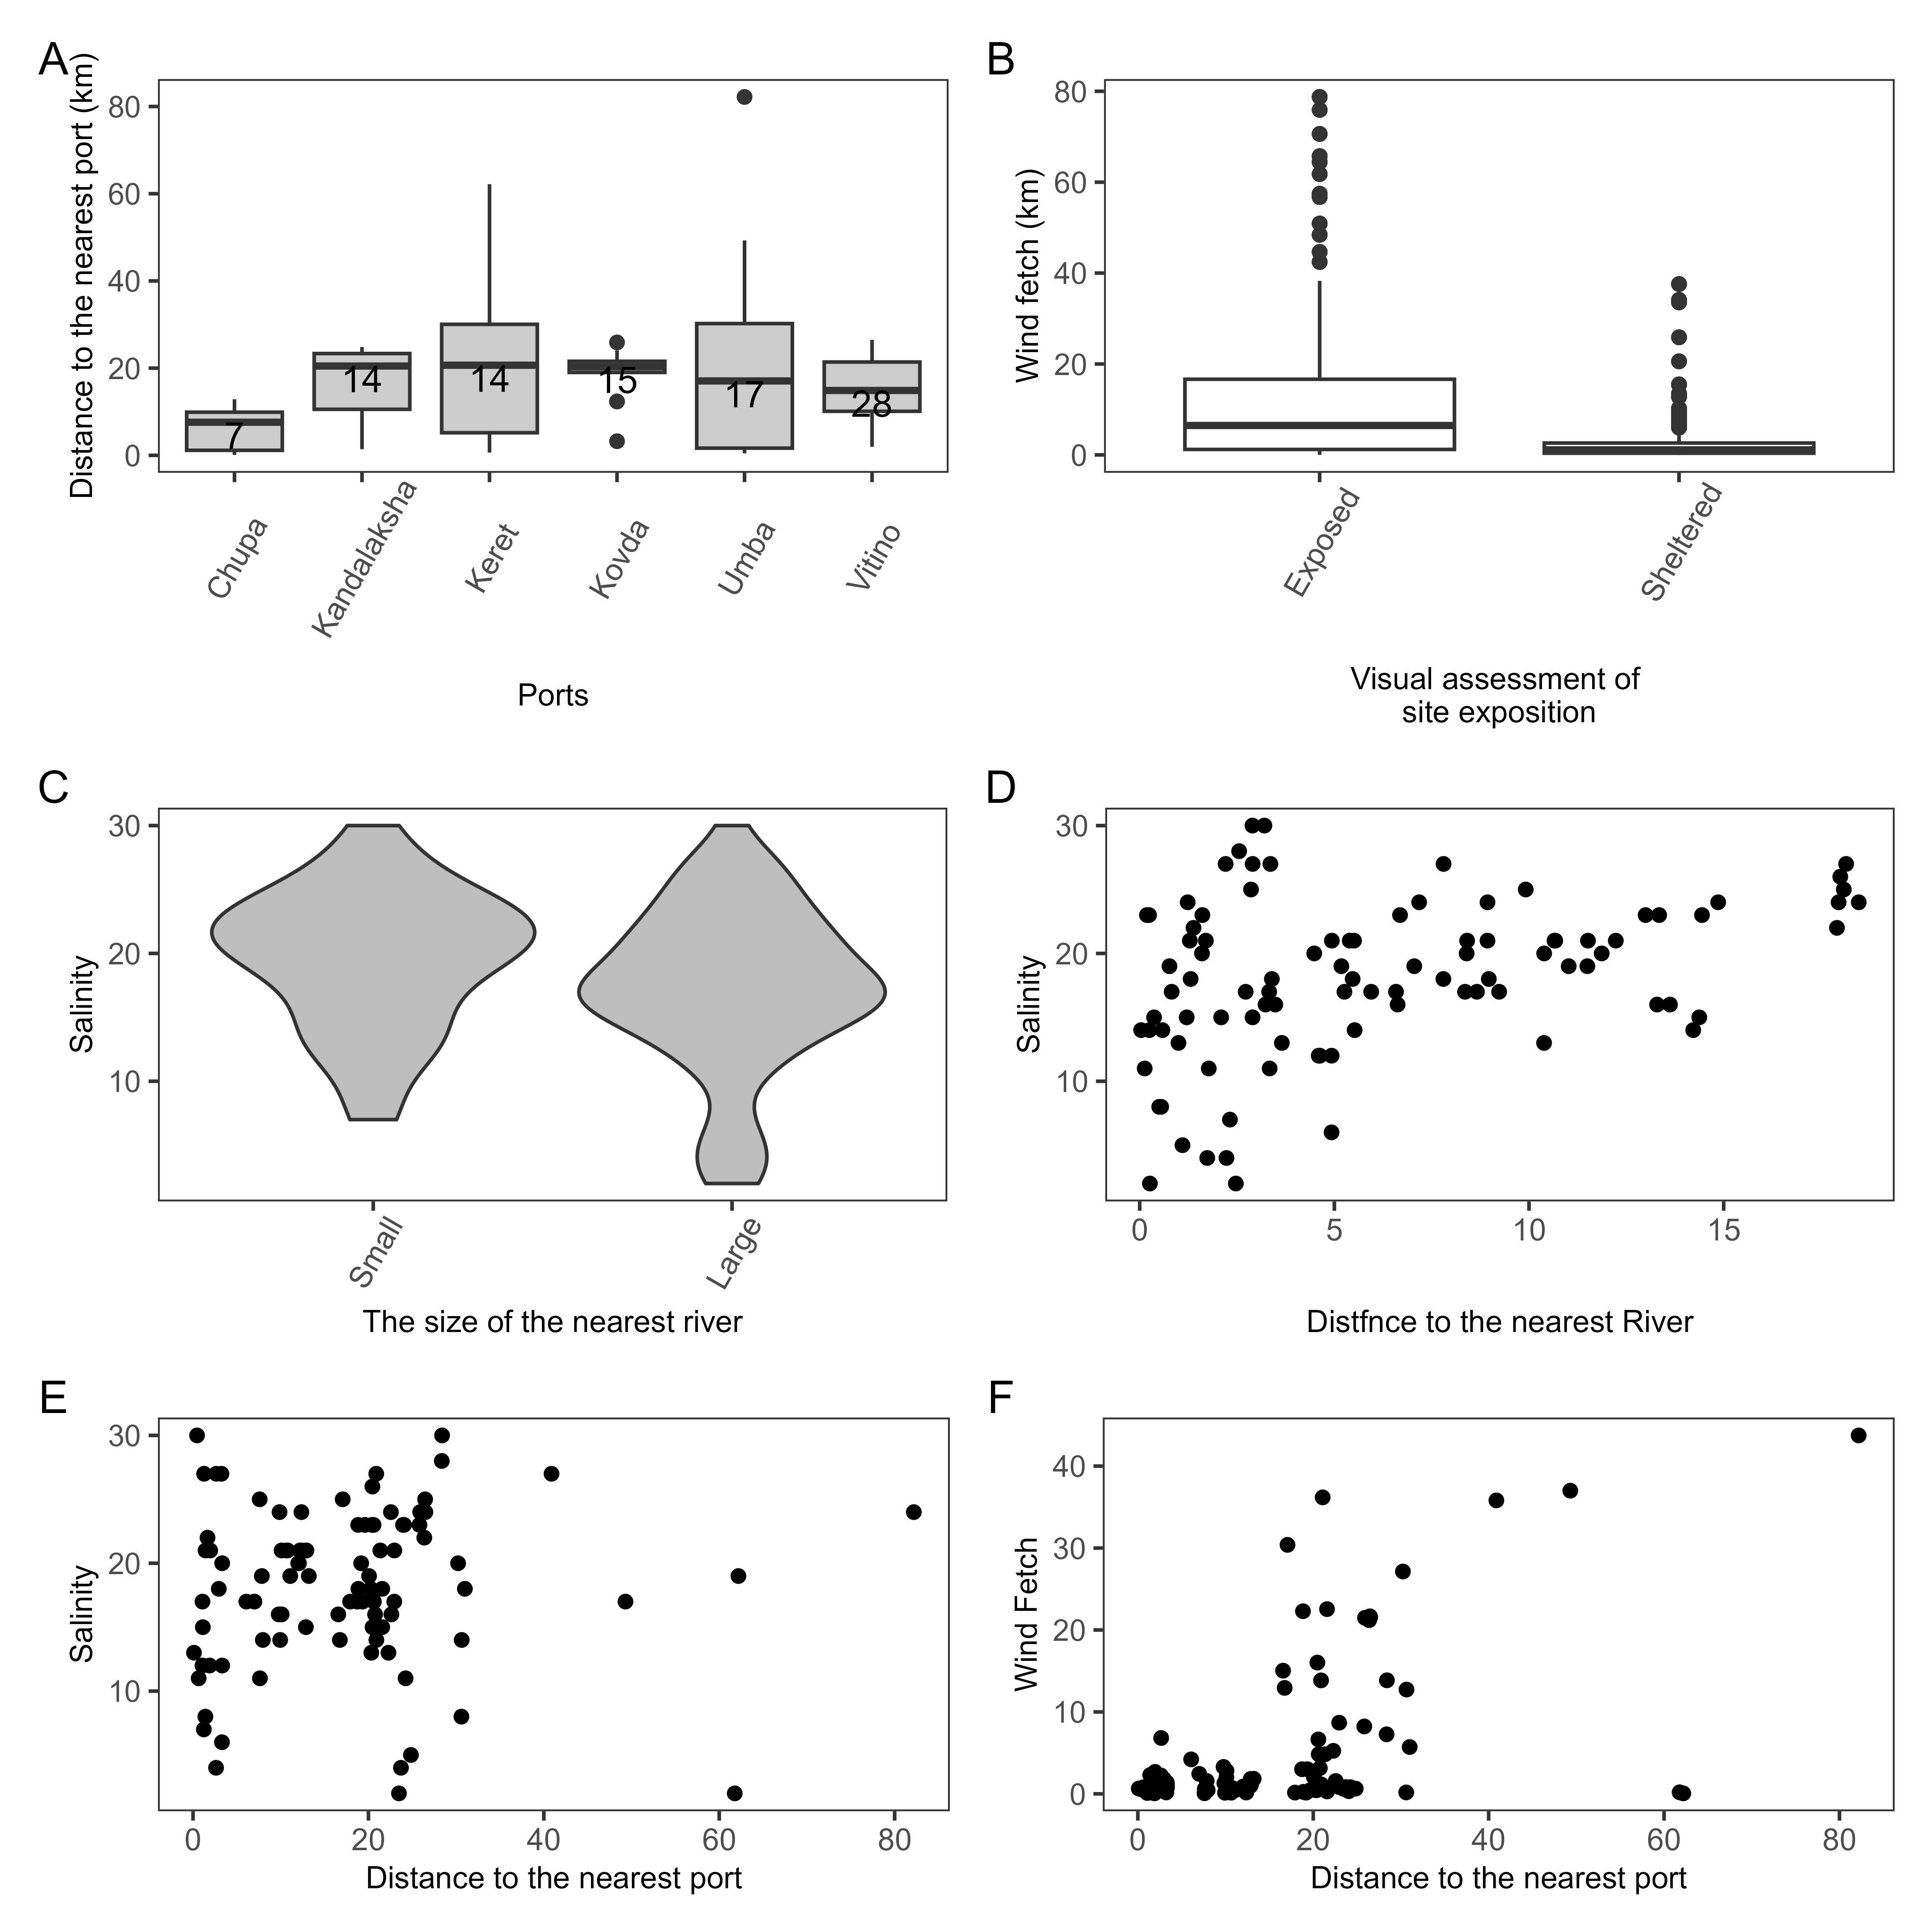 A
Distance to the nearest port (km)
80
60
40
20
0
7
14
14
15
17
28
Chupa
Kandalaksha
Keret
Kovda
Umba
Vitino
Ports
B
Wind fetch (km)
80
60
40
20
0
Exposed
Sheltered
Visual assessment of
site exposition
C
Salinity
30
20
10
Small
Large
The size of the nearest river
D
Salinity
30
20
10
0
5
10
15
Distfnce to the nearest River
E
Salinity
30
20
10
0
20
40
60
80
Distance to the nearest port
F
Wind Fetch
40
30
20
10
0
0
20
40
60
80
Distance to the nearest port